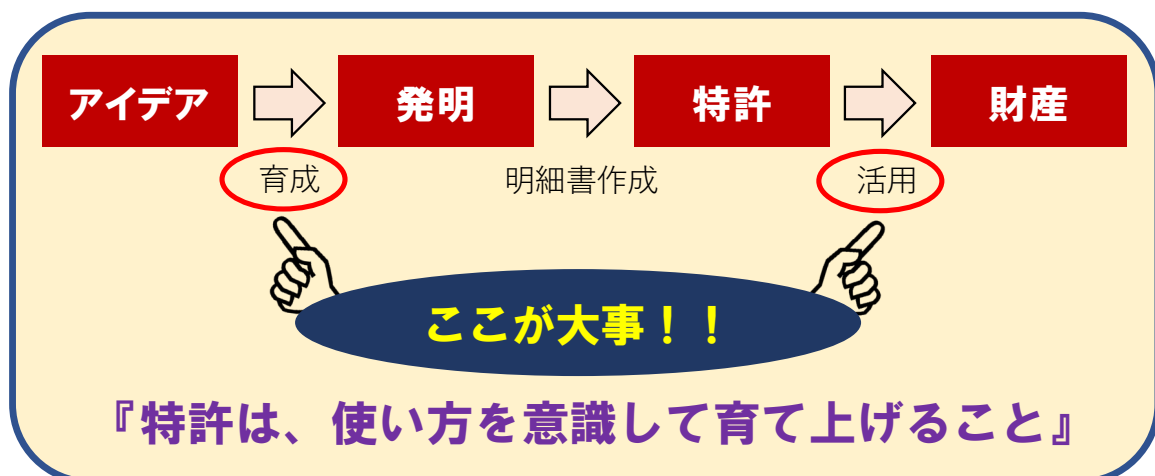 アイデア 発明 特許 財産
育成 明細書作成 活用
ここが大事！！
『特許は、使い方を意識して育て上げること』